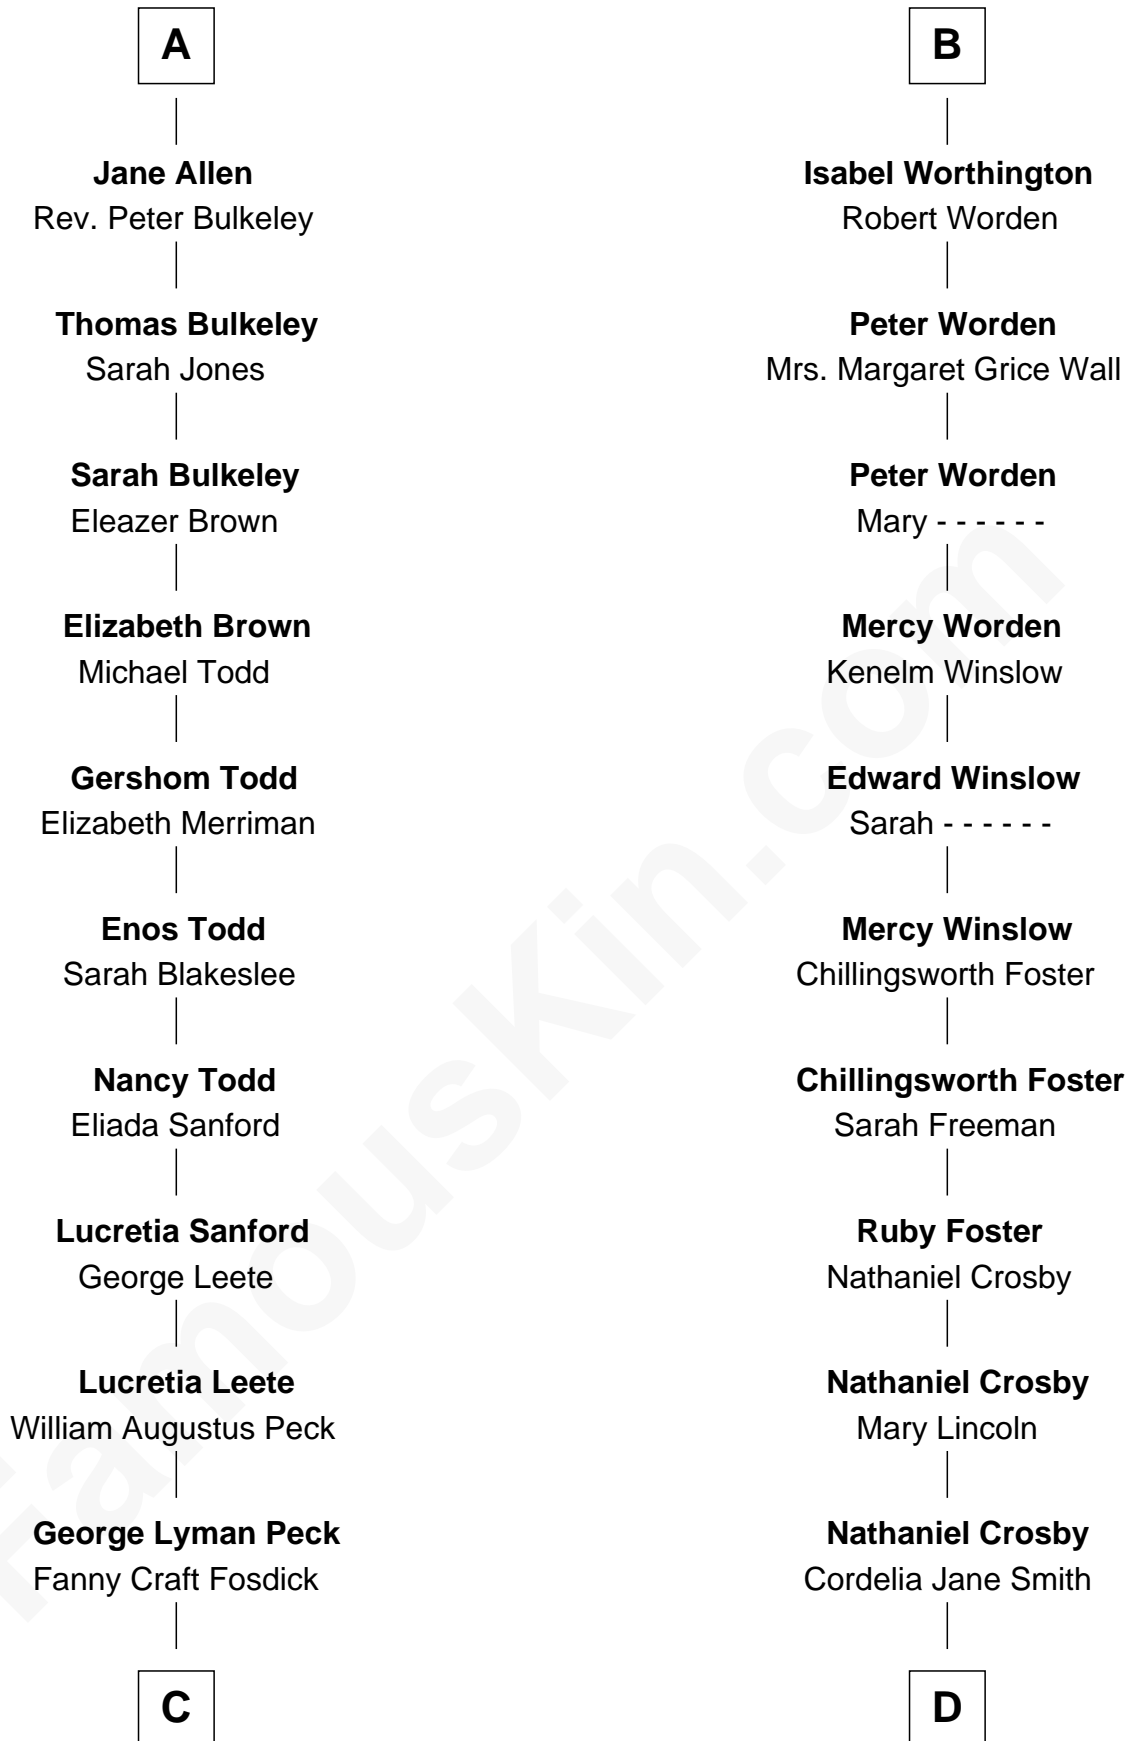 A
Jane Allen
Rev. Peter Bulkeley
Thomas Bulkeley
Sarah Jones
Sarah Bulkeley
Eleazer Brown
Elizabeth Brown
Michael Todd
Gershom Todd
Elizabeth Merriman
Enos Todd
Sarah Blakeslee
Nancy Todd
Eliada Sanford
Lucretia Sanford
George Leete
Lucretia Leete
William Augustus Peck
George Lyman Peck
Fanny Craft Fosdick
C
B
Isabel Worthington
Robert Worden
Peter Worden
Mrs. Margaret Grice Wall
Peter Worden
Mary - - - - - -
Mercy Worden
Kenelm Winslow
Edward Winslow
Sarah - - - - - -
Mercy Winslow
Chillingsworth Foster
Chillingsworth Foster
Sarah Freeman
Ruby Foster
Nathaniel Crosby
Nathaniel Crosby
Mary Lincoln
Nathaniel Crosby
Cordelia Jane Smith
D
FamousKin.com